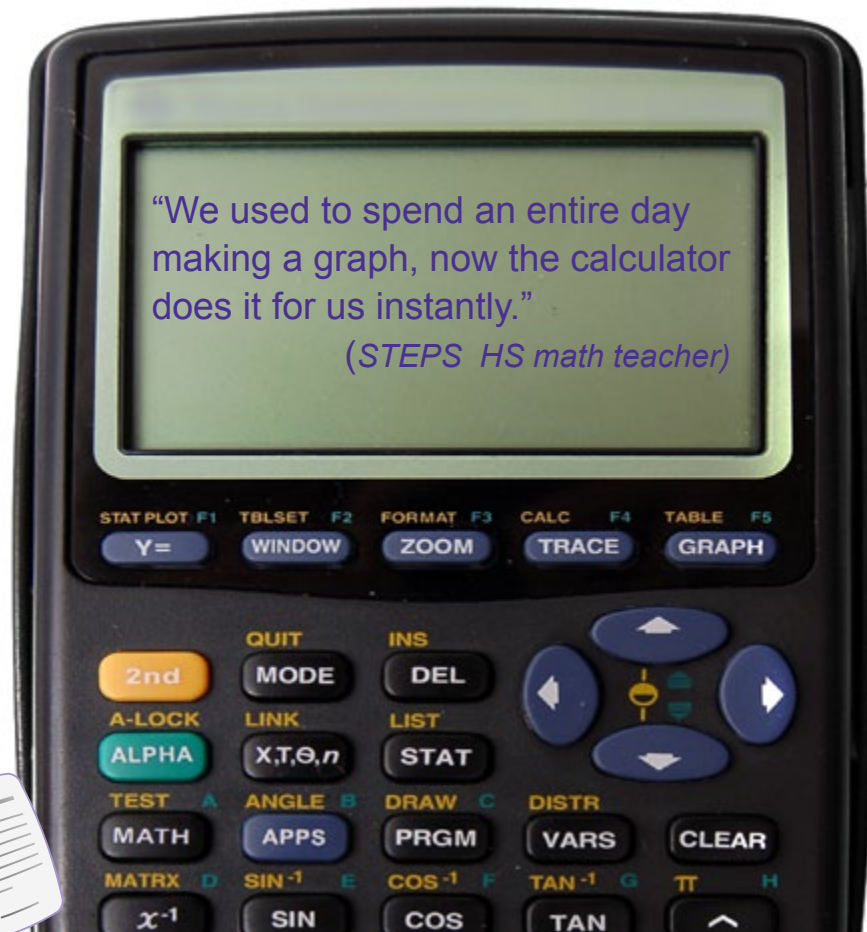 “We used to spend an entire day
making a graph, now the calculator
does it for us instantly.”
(STEPS HS math teacher)
STAT PLOT F1 TBLSET F2 FORMAT F3 CALC F4 TABLE F5
Y= WINDOW ZOOM TRACE GRAPH
QUIT INS
2nd MODE DEL
A-LOCK LINK LIST
ALPHA X,T,Θ,n STAT
TEST A ANGLE B DRAW C DISTR
MATH APPS PRGM VARS CLEAR
MATRX D SIN⁻¹ E COS⁻¹ F TAN⁻¹ G π H
x⁻¹ SIN COS TAN ^